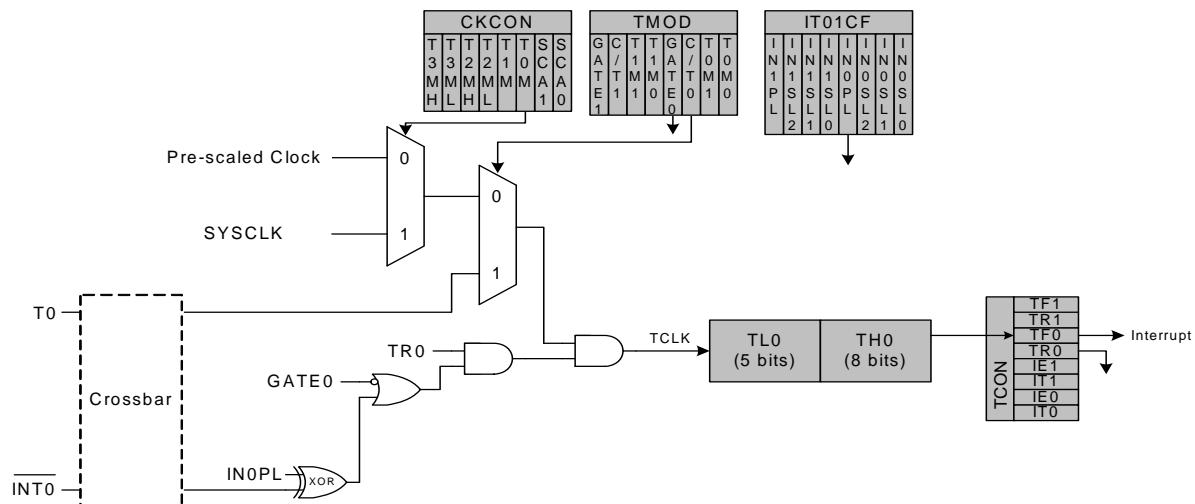 CKCON
T3MH
T3ML
T2MH
T2ML
T1M
T0M
SCA1
SCA0
TMOD
GATE1
C/T1
T1M1
T1M0
GATE0
C/T0
T0M1
T0M0
IT01CF
IN1PL
IN1SL2
IN1SL1
IN1SL0
IN0PL
IN0SL2
IN0SL1
IN0SL0
Pre-scaled Clock
0
SYSCLK
1
0
1
T0
Crossbar
INT0
TR0
GATE0
IN0PL
XOR
TCLK
TL0
(5 bits)
TH0
(8 bits)
TCON
TF1
TR1
TF0
TR0
IE1
IT1
IE0
IT0
Interrupt